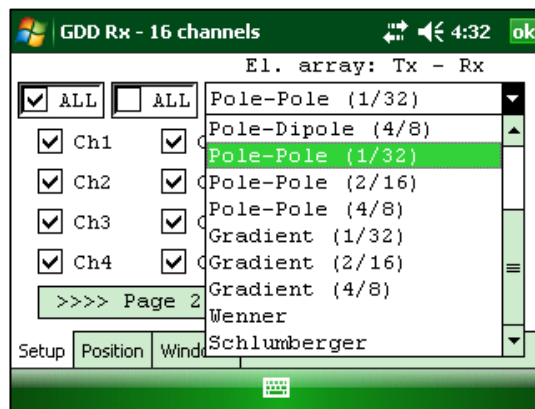 GDD Rx - 16 channels 4:32 ok
El. array: Tx - Rx
ALL ALL Pole-Pole (1/32)
Pole-Dipole (4/8)
Ch1 Pole-Pole (1/32)
Ch2 Pole-Pole (2/16)
Pole-Pole (4/8)
Ch3 Gradient (1/32)
Ch4 Gradient (2/16)
>>>> Page 2 Gradient (4/8)
Wenner
Setup Position Schlumberger